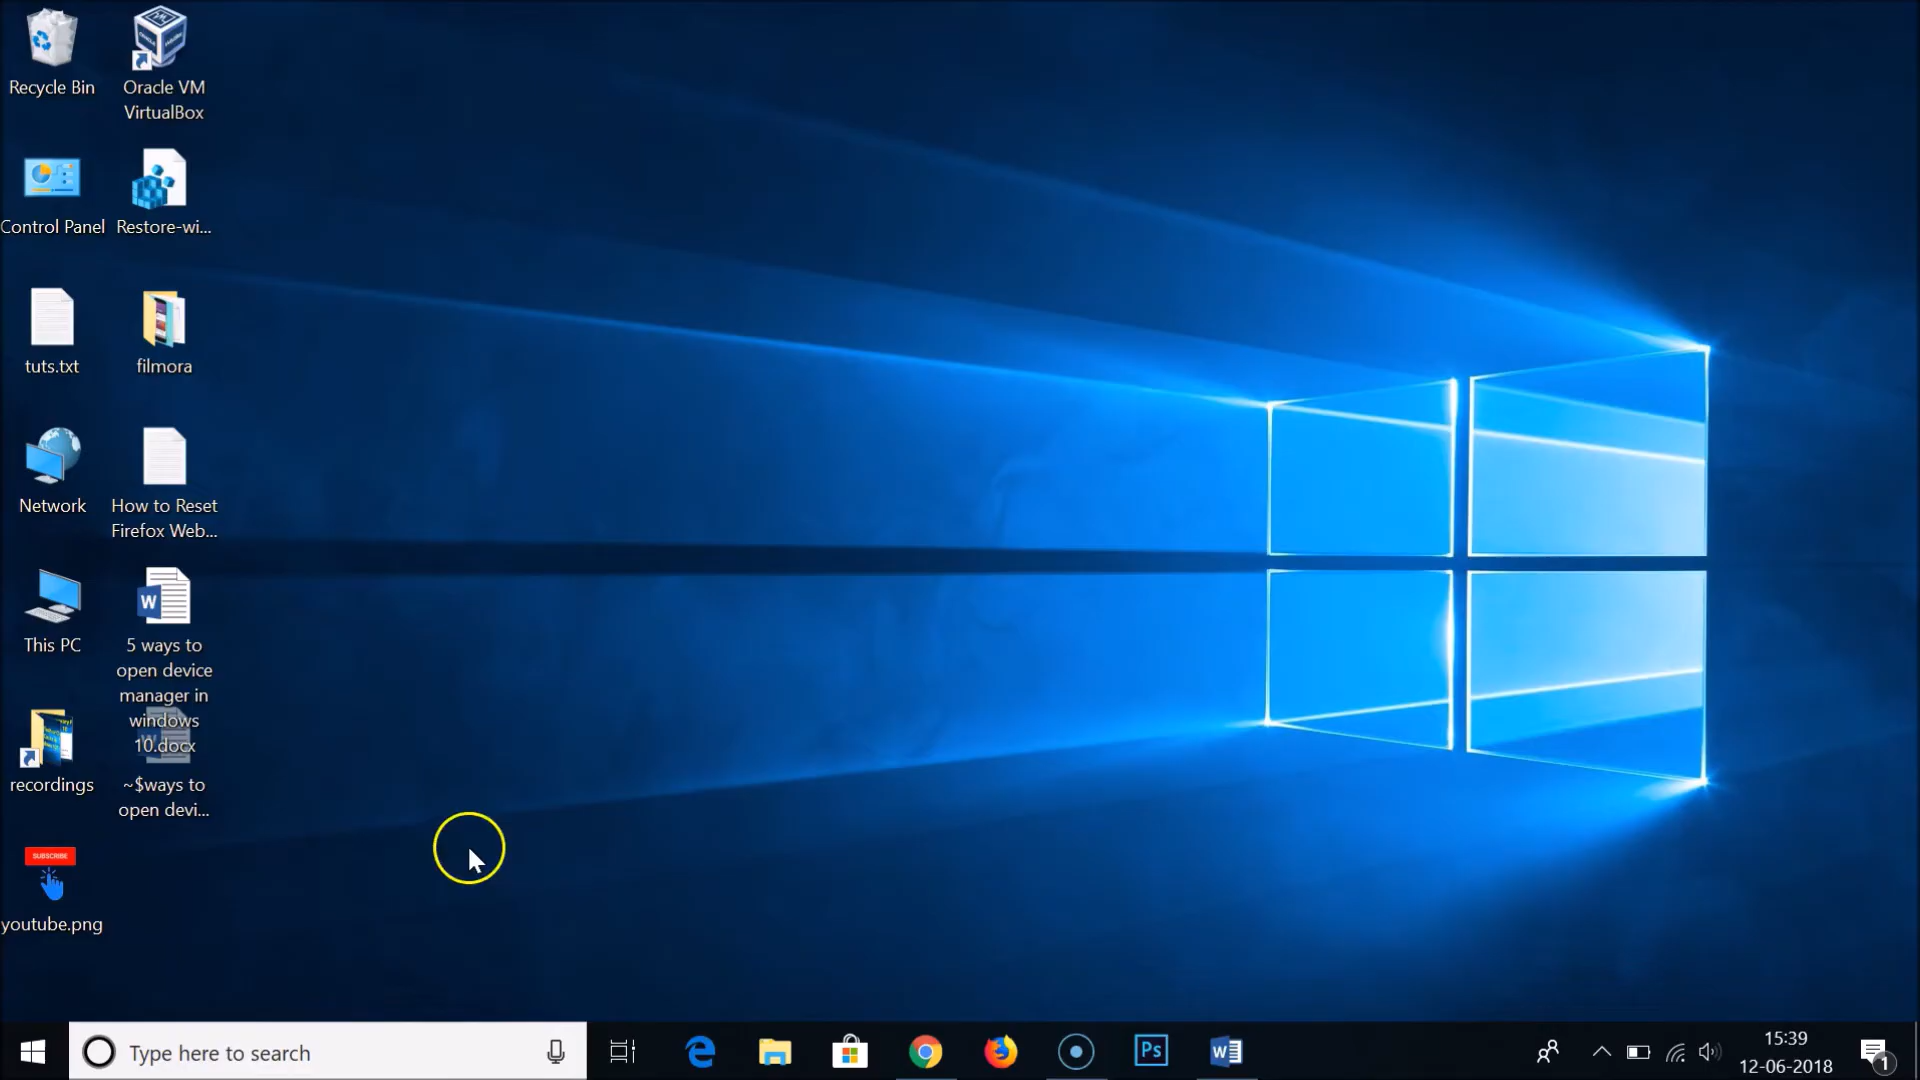 Recycle Bin
Oracle VM
VirtualBox
Control Panel
Restore-wi...
tuts.txt
filmora
Network
How to Reset
Firefox Web...
This PC
5 ways to
open device
manager in
windows
10.docx
recordings
~$ways to
open devi...
SUBSCRIBE
youtube.png
Type here to search
Ps
W
15:39
12-06-2018
1